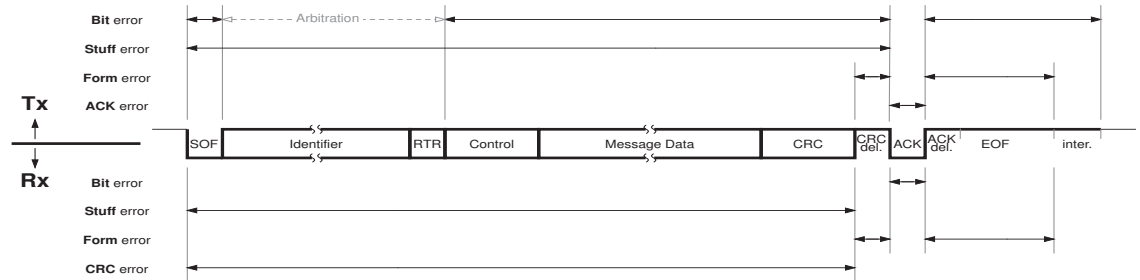 Bit error
Arbitration
Stuff error
Form error
ACK error
Tx
SOF
Identifier
RTR
Control
Message Data
CRC
CRC del.
ACK
ACK del.
EOF
inter.
Rx
Bit error
Stuff error
Form error
CRC error